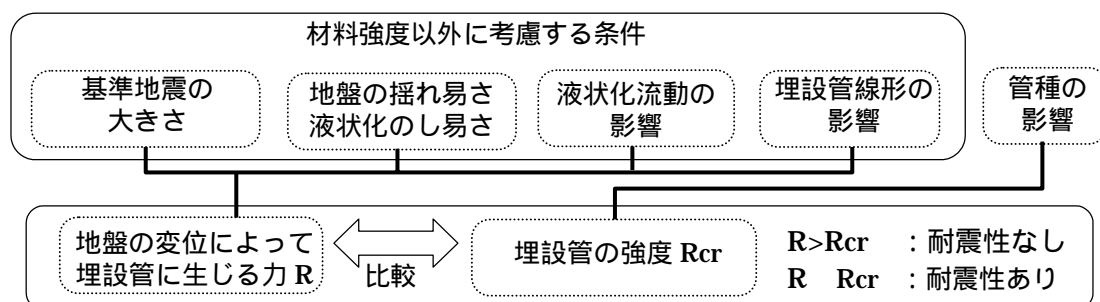 材料強度以外に考慮する条件
基準地震の
大きさ
地盤の揺れ易さ
液状化のし易さ
液状化流動の
影響
埋設管線形の
影響
管種の
影響
地盤の変位によって
埋設管に生じる力 R
比較
埋設管の強度 Rcr
R>Rcr ：耐震性なし
R Rcr ：耐震性あり